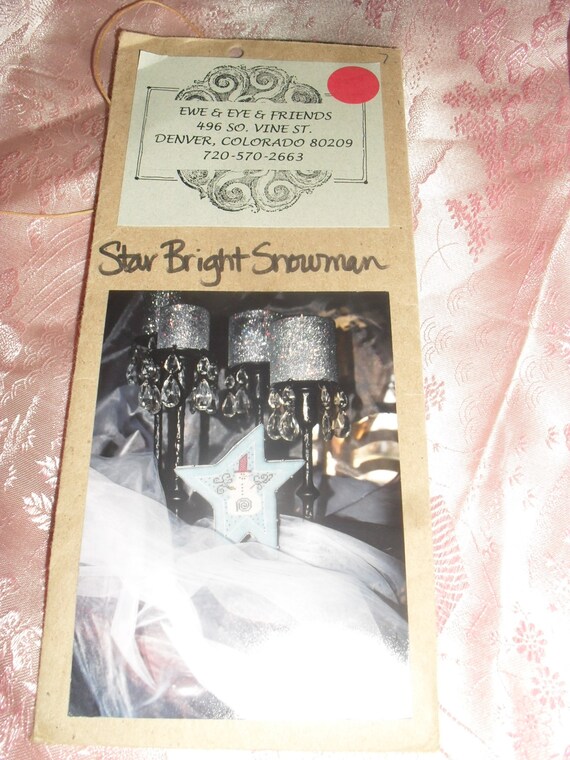 EWE & EYE & FRIENDS
496 SO. VINE ST.
DENVER, COLORADO 80209
720-570-2663
Star Bright Snowman